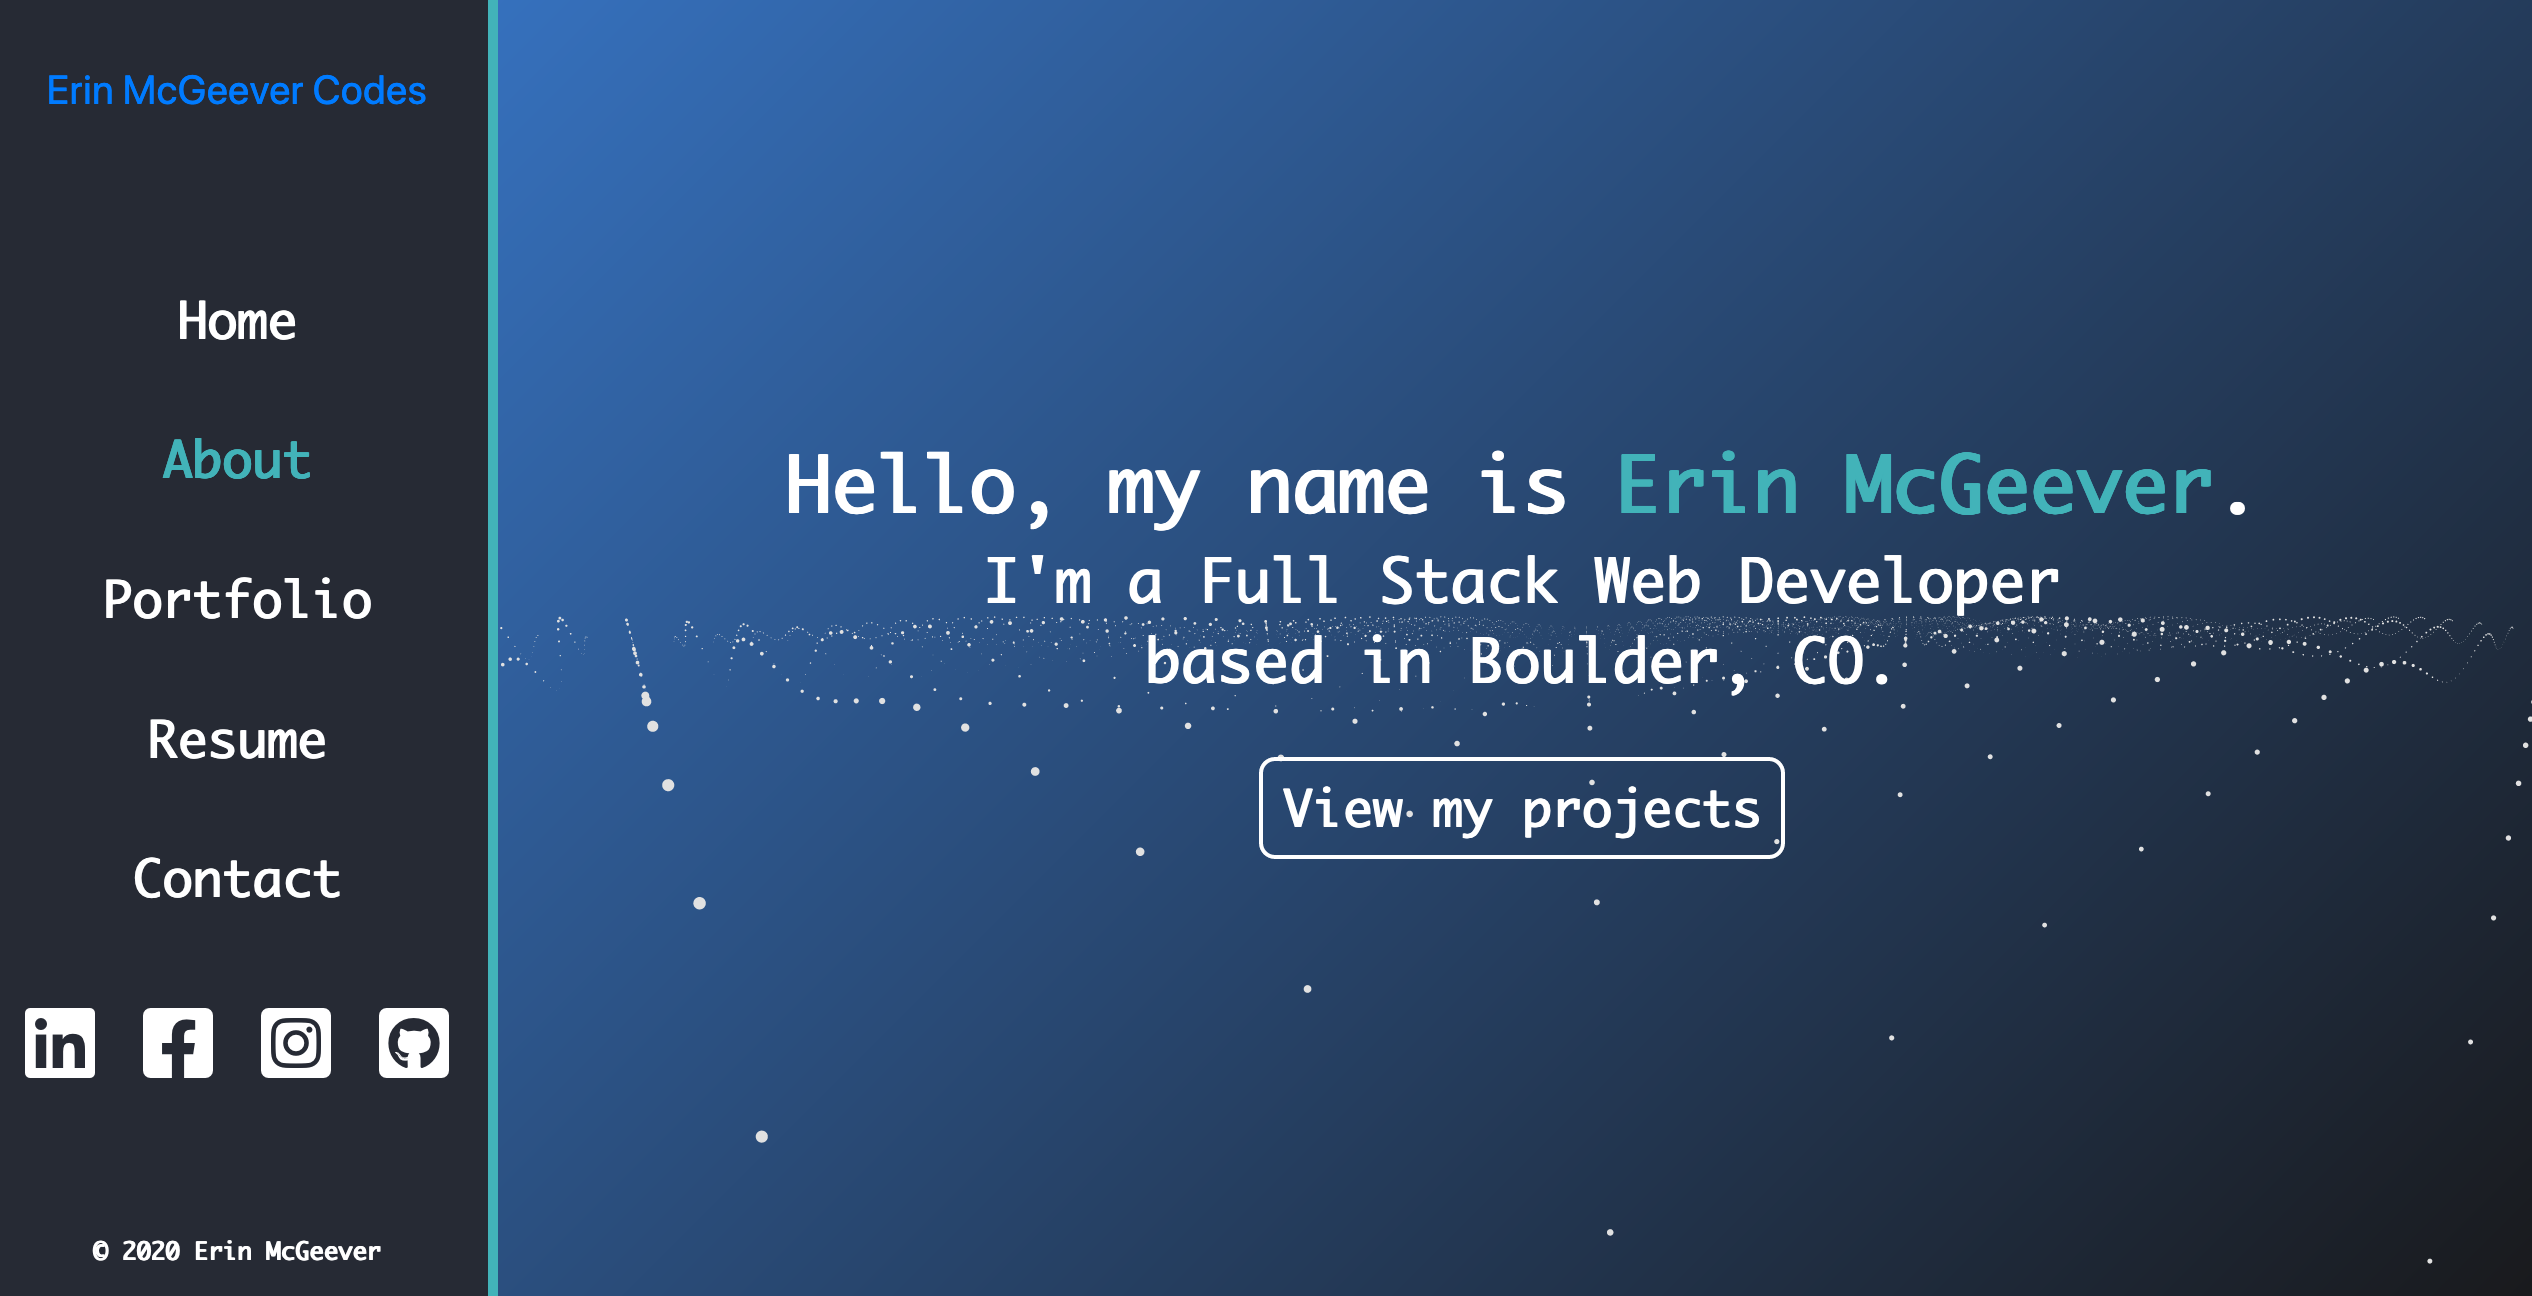 Erin McGeever Codes
Home
About
Portfolio
Resume
Contact
© 2020 Erin McGeever
Hello, my name is Erin McGeever.
I'm a Full Stack Web Developer
based in Boulder, CO.
View my projects